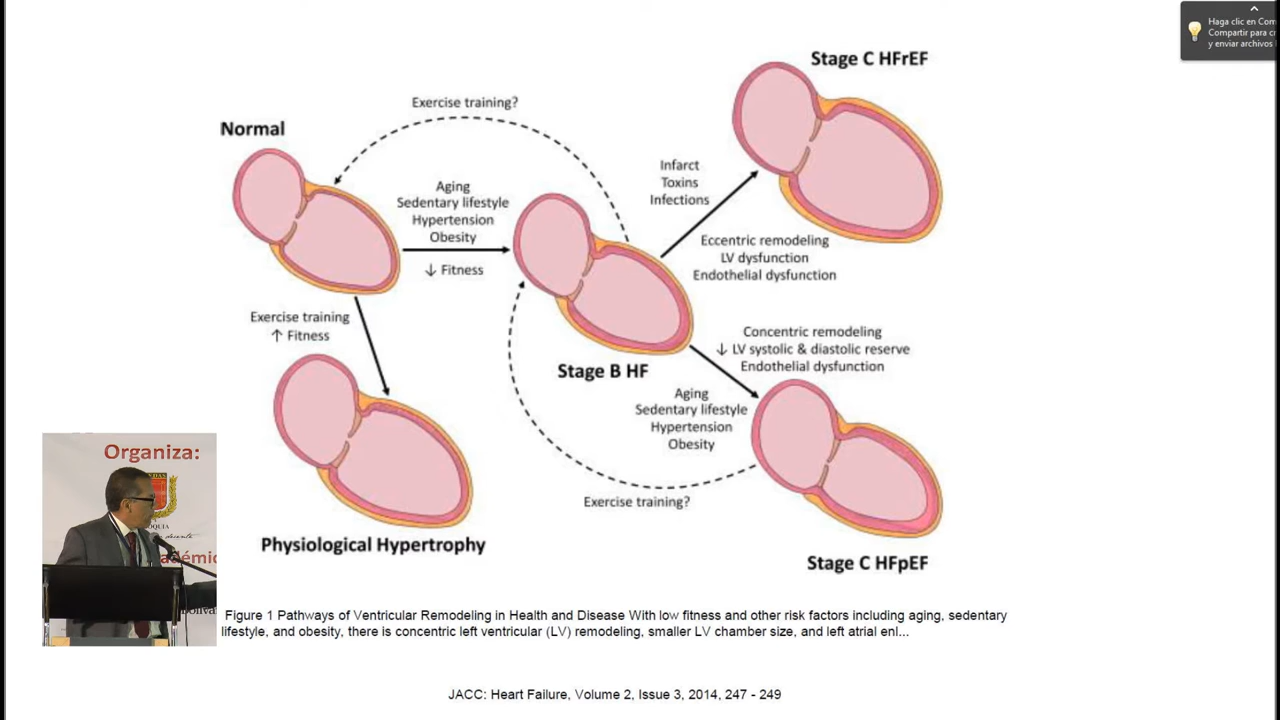 Haga clic en Com
Compartir para c
y enviar archivos
Stage C HFrEF
Exercise training?
Normal
Infarct
Toxins
Infections
Aging
Sedentary lifestyle
Hypertension
Obesity
↓ Fitness
Eccentric remodeling
LV dysfunction
Endothelial dysfunction
Exercise training
↑ Fitness
Concentric remodeling
↓ LV systolic & diastolic reserve
Endothelial dysfunction
Stage B HF
Aging
Sedentary lifestyle
Hypertension
Obesity
Exercise training?
Physiological Hypertrophy
Stage C HFpEF
Organiza:
OQUIA
docente
adémic
Figure 1 Pathways of Ventricular Remodeling in Health and Disease With low fitness and other risk factors including aging, sedentary
lifestyle, and obesity, there is concentric left ventricular (LV) remodeling, smaller LV chamber size, and left atrial enl...
JACC: Heart Failure, Volume 2, Issue 3, 2014, 247 - 249